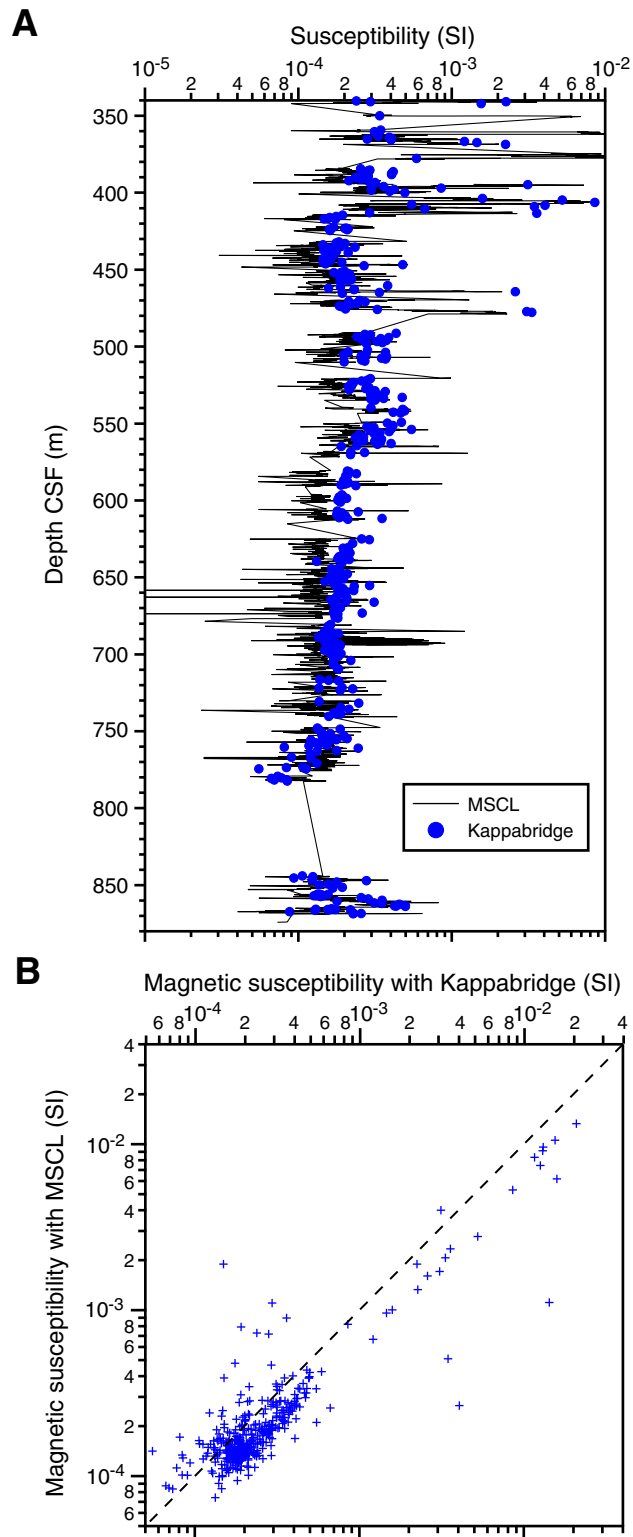 A
Susceptibility (SI)
10-5 2 4 6 8 10-4 2 4 6 8 10-3 2 4 6 8 10-2
350
400
450
500
550
600
650
700
750
800
850
Depth CSF (m)
MSCL
Kappabridge
B
Magnetic susceptibility with Kappabridge (SI)
6 8 10-4 2 4 6 8 10-3 2 4 6 8 10-2 2 4
4
2
10-2
8
6
4
2
10-3
8
6
4
2
10-4
8
6
Magnetic susceptibility with MSCL (SI)